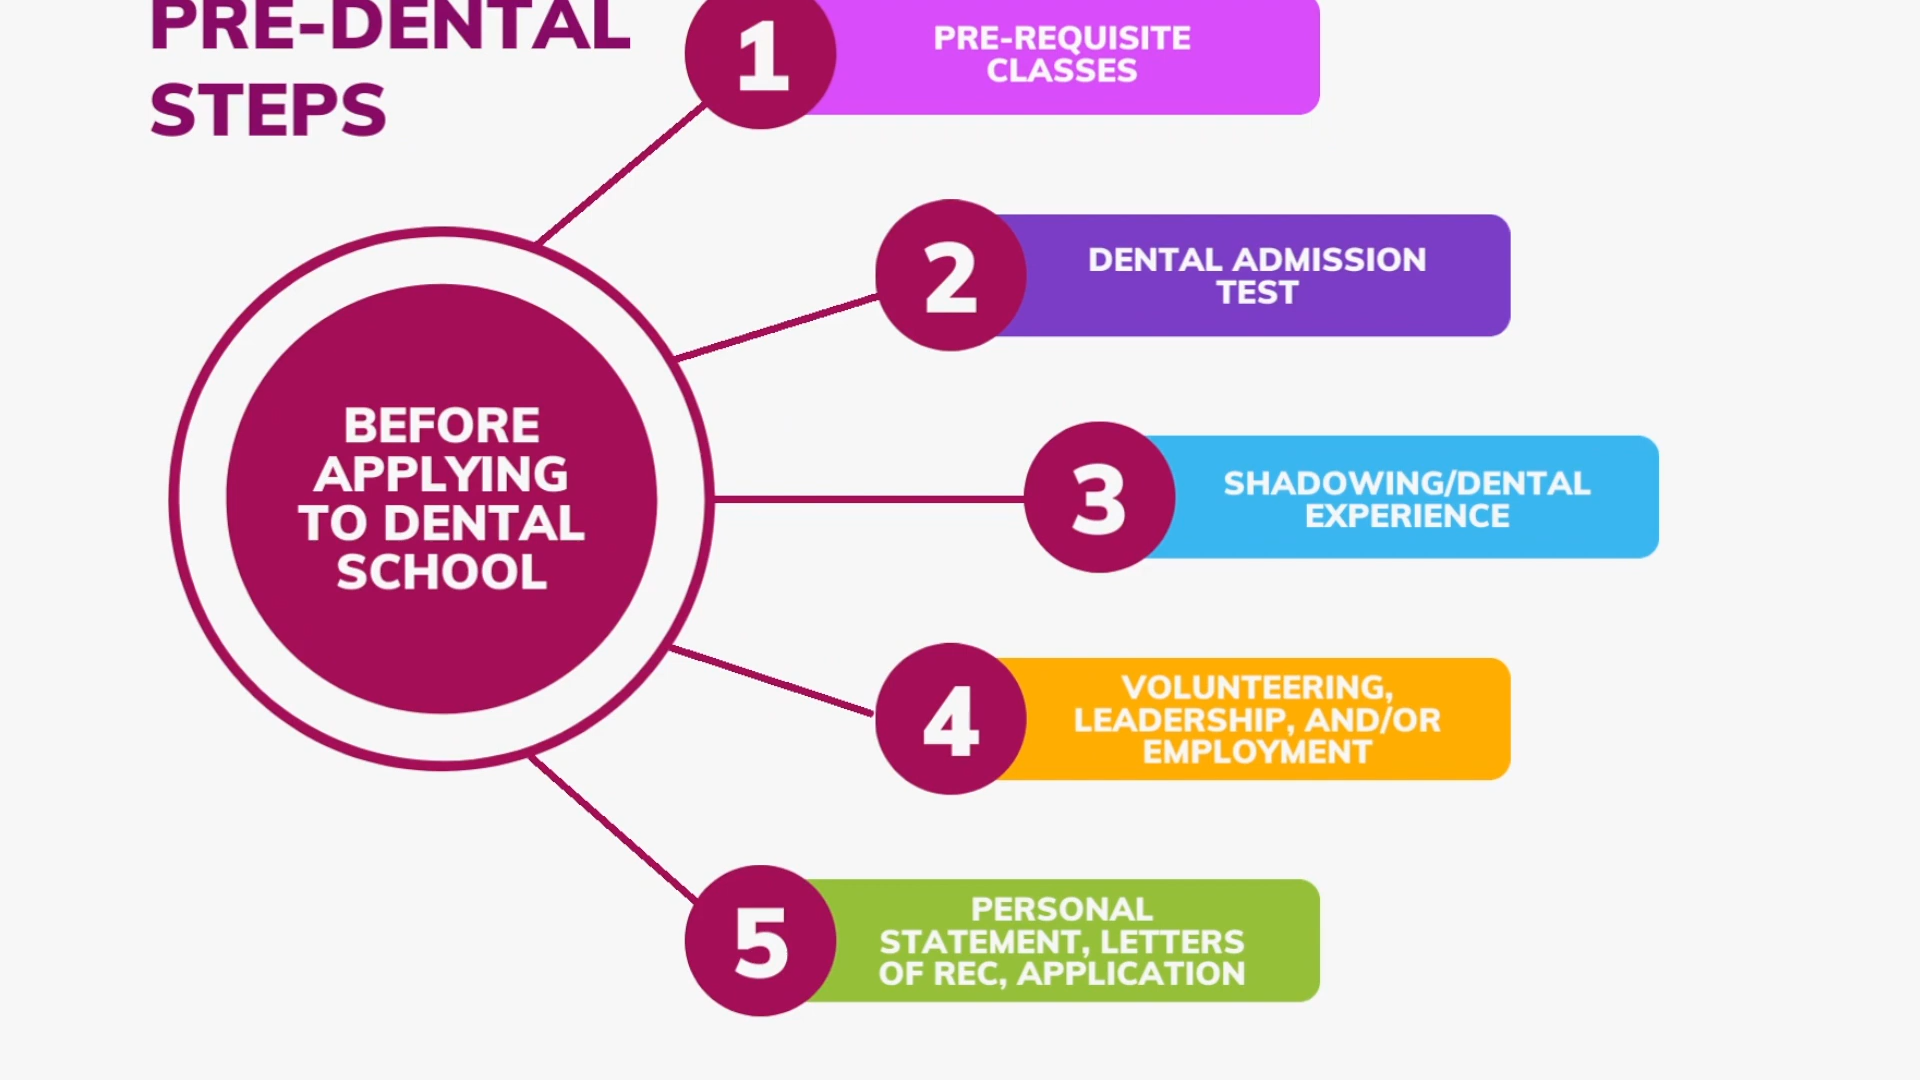 PRE-DENTAL
STEPS
1
PRE-REQUISITE
CLASSES
2
DENTAL ADMISSION
TEST
BEFORE
APPLYING
TO DENTAL
SCHOOL
3
SHADOWING/DENTAL
EXPERIENCE
4
VOLUNTEERING,
LEADERSHIP, AND/OR
EMPLOYMENT
5
PERSONAL
STATEMENT, LETTERS
OF REC, APPLICATION